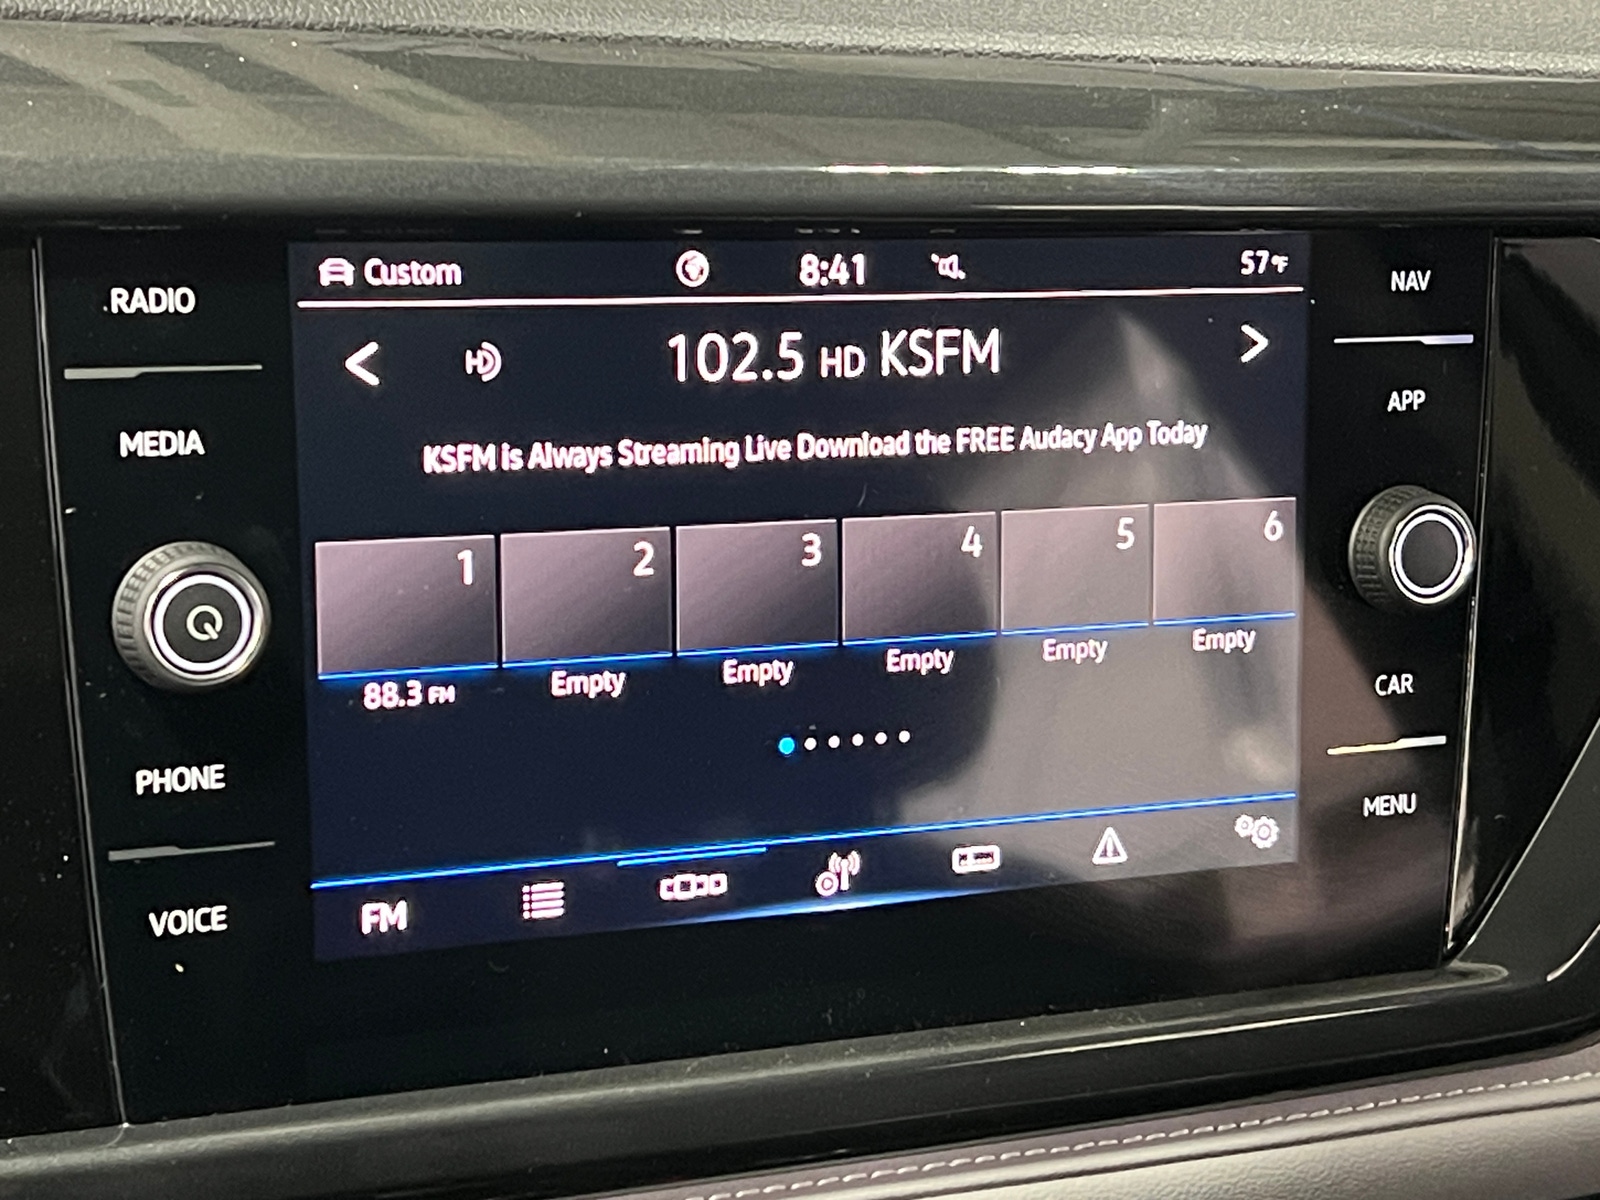 Custom 8:41 57°F
RADIO
MEDIA
PHONE
VOICE
HD 102.5 HD KSFM
KSFM is Always Streaming Live Download the FREE Audacy App Today
1 2 3 4 5 6
88.3 FM Empty Empty Empty Empty Empty
FM
NAV
APP
CAR
MENU